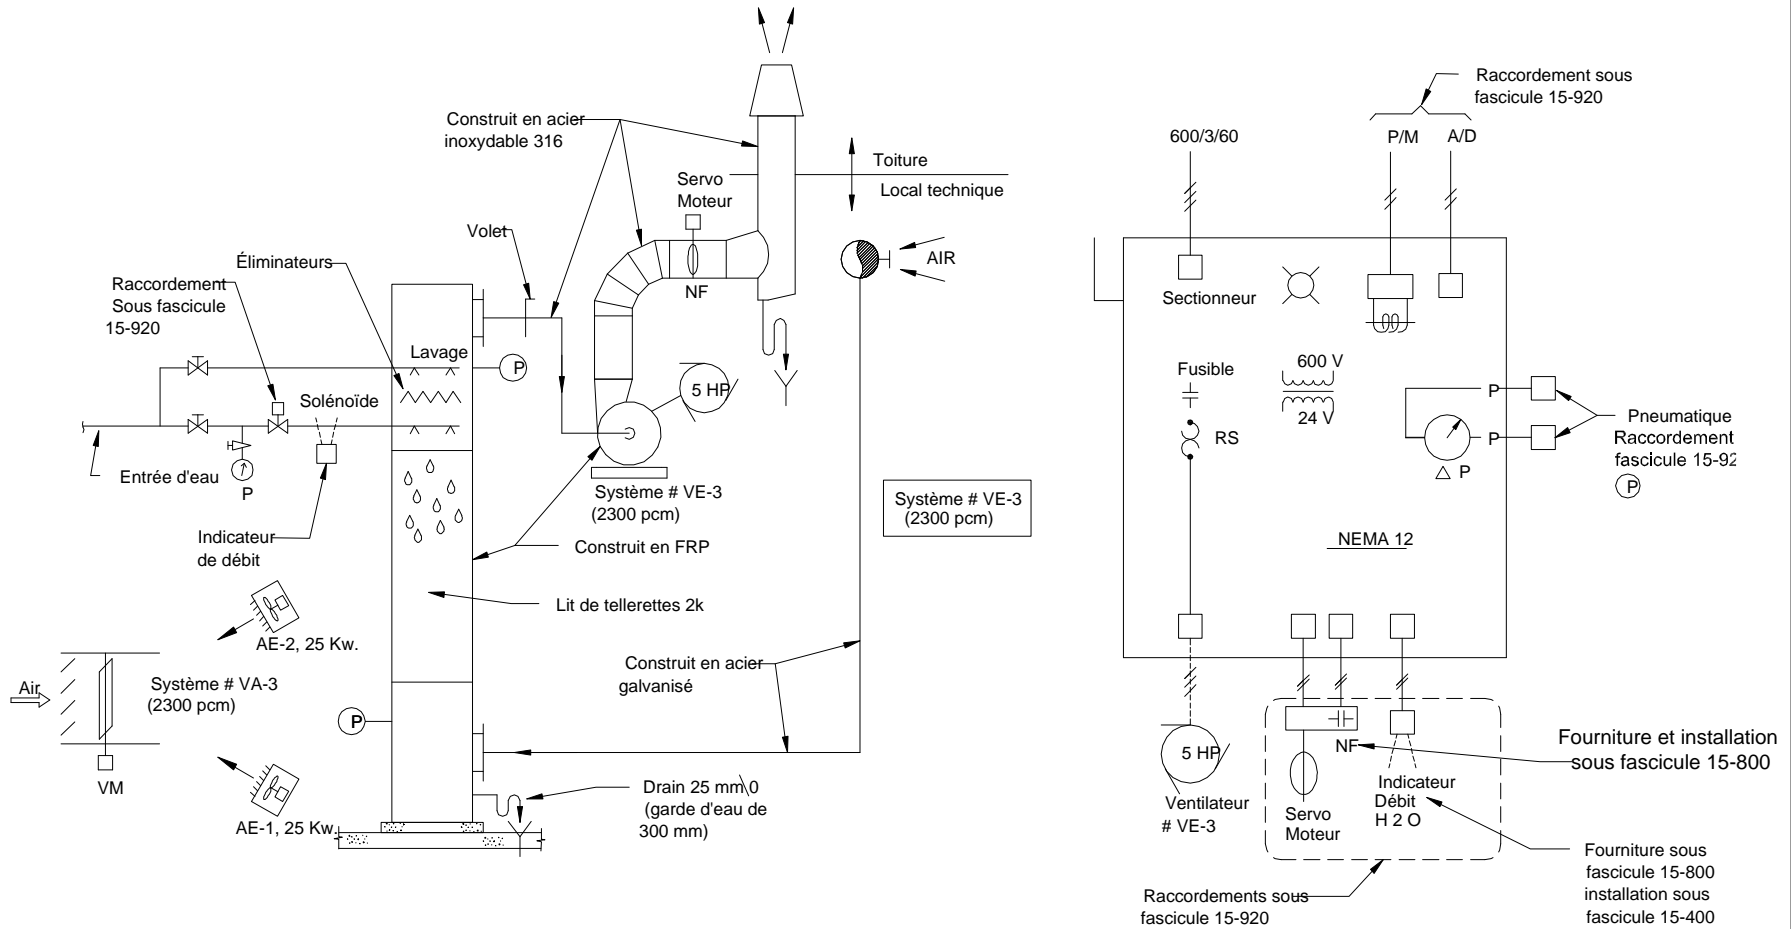 Construit en acier
inoxydable 316
Toiture
Local technique
Servo
Moteur
NF
Volet
AIR
Éliminateurs
Raccordement
Sous fascicule
15-920
Lavage
P
Solénoïde
5 HP
Entrée d'eau
P
Système # VE-3
(2300 pcm)
Système # VE-3
(2300 pcm)
Indicateur
de débit
Construit en FRP
Lit de tellerettes 2k
AE-2, 25 Kw.
Air
Système # VA-3
(2300 pcm)
Construit en acier
galvanisé
P
VM
AE-1, 25 Kw.
Drain 25 mm\0
(garde d'eau de
300 mm)
Raccordement sous
fascicule 15-920
600/3/60
P/M
A/D
Sectionneur
Fusible
600 V
24 V
RS
P
P
△ P
Pneumatique
Raccordement
fascicule 15-92
P
NEMA 12
5 HP
Ventilateur
# VE-3
NF
Servo
Moteur
Indicateur
Débit
H 2 O
Fourniture et installation
sous fascicule 15-800
Fourniture sous
fascicule 15-800
installation sous
fascicule 15-400
Raccordements sous
fascicule 15-920